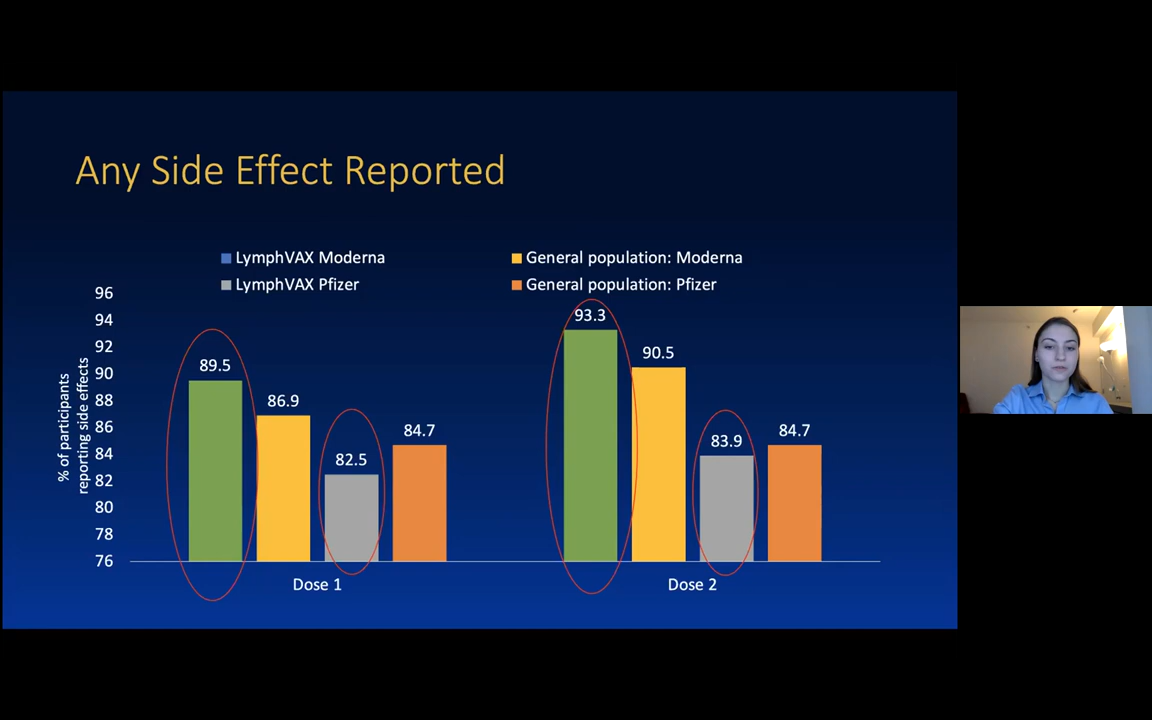 Any Side Effect Reported
LymphVAX Moderna
General population: Moderna
LymphVAX Pfizer
General population: Pfizer
% of participants
reporting side effects
96
94
92
90
88
86
84
82
80
78
76
89.5
86.9
82.5
84.7
93.3
90.5
83.9
84.7
Dose 1
Dose 2